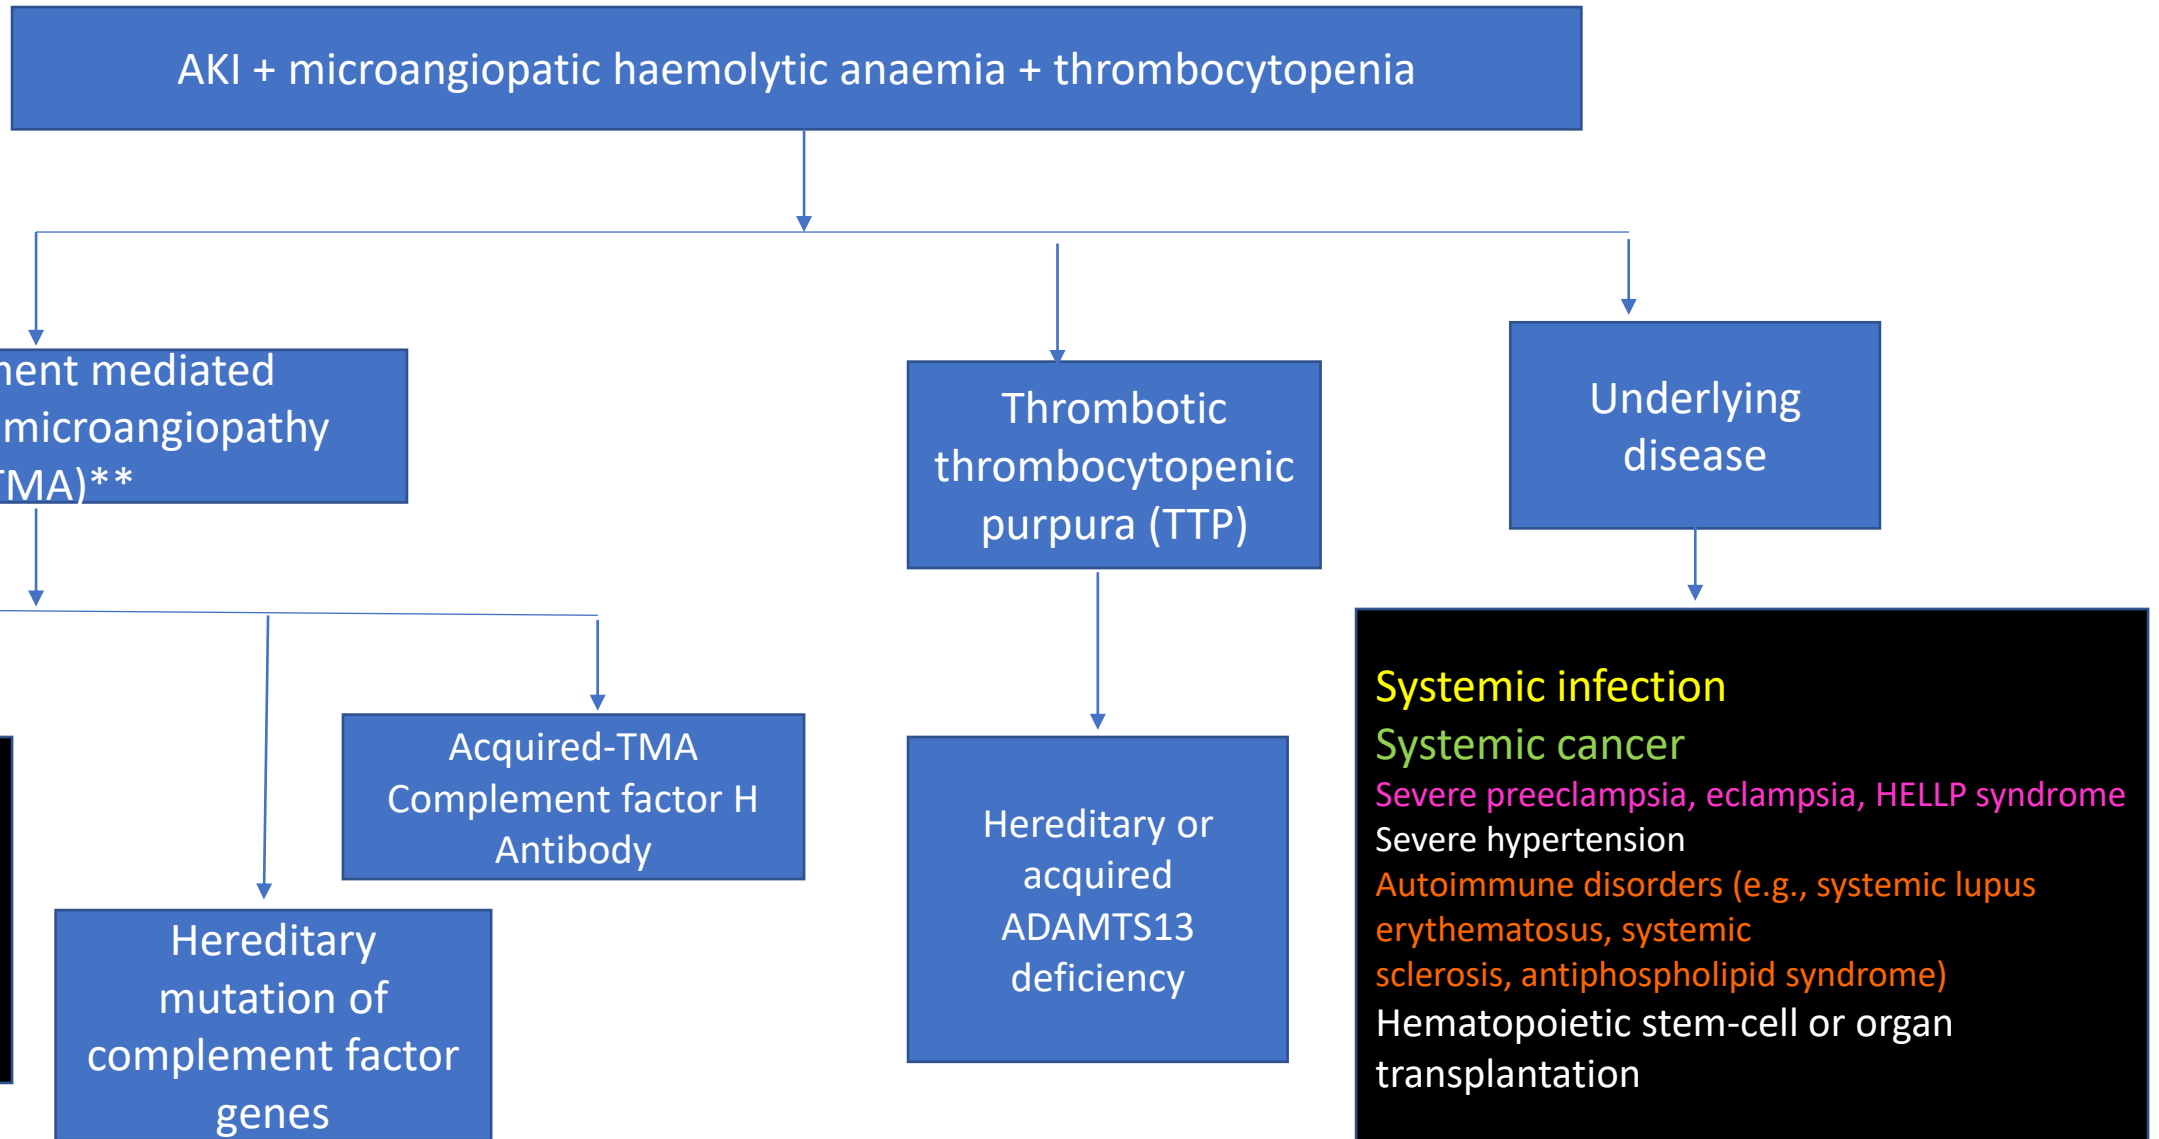 AKI + microangiopatic haemolytic anaemia + thrombocytopenia
mediated
microangiopathy
Thrombotic
thrombocytopenic
purpura (TTP)
Underlying
disease
Acquired-TMA
Complement factor H
Antibody
Hereditary
mutation of
complement factor
genes
Hereditary or
acquired
ADAMTS13
deficiency
Systemic infection
Systemic cancer
Severe preeclampsia, eclampsia, HELLP syndrome
Severe hypertension
Autoimmune disorders (e.g., systemic lupus
erythematosus, systemic
sclerosis, antiphospholipid syndrome)
Hematopoietic stem-cell or organ
transplantation